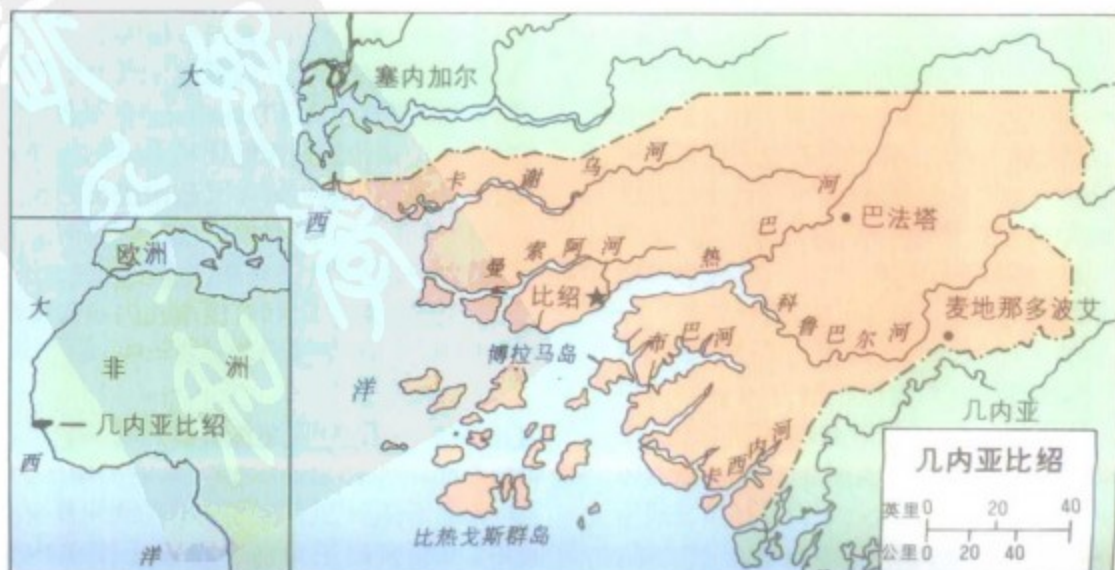 大
西
洋
塞内加尔
卡谢乌河
曼索阿河
比绍
热巴河
巴法塔
科鲁巴尔河
麦地那多波艾
布巴河
博拉马岛
卡西内河
比热戈斯群岛
几内亚
欧洲
大
西
洋
非洲
几内亚比绍
几内亚比绍
英里 0 20 40
公里 0 20 40